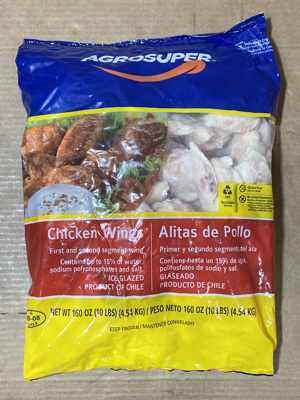 AGROSUPER
Chicken Wings
First and second segment wing
Contains up to 15% of water,
sodium polyphosphates and salt.
ICE GLAZED
PRODUCT OF CHILE
Alitas de Pollo
Primer y segundo segmento del ala
Contiene hasta un 15% de agua,
polifosfatos de sodio y sal.
GLASEADO
PRODUCTO DE CHILE
NET WT 160 OZ (10 LBS) (4.54 KG) / PESO NETO 160 OZ (10 LBS) (4.54 KG)
KEEP FROZEN / MANTENER CONGELADO